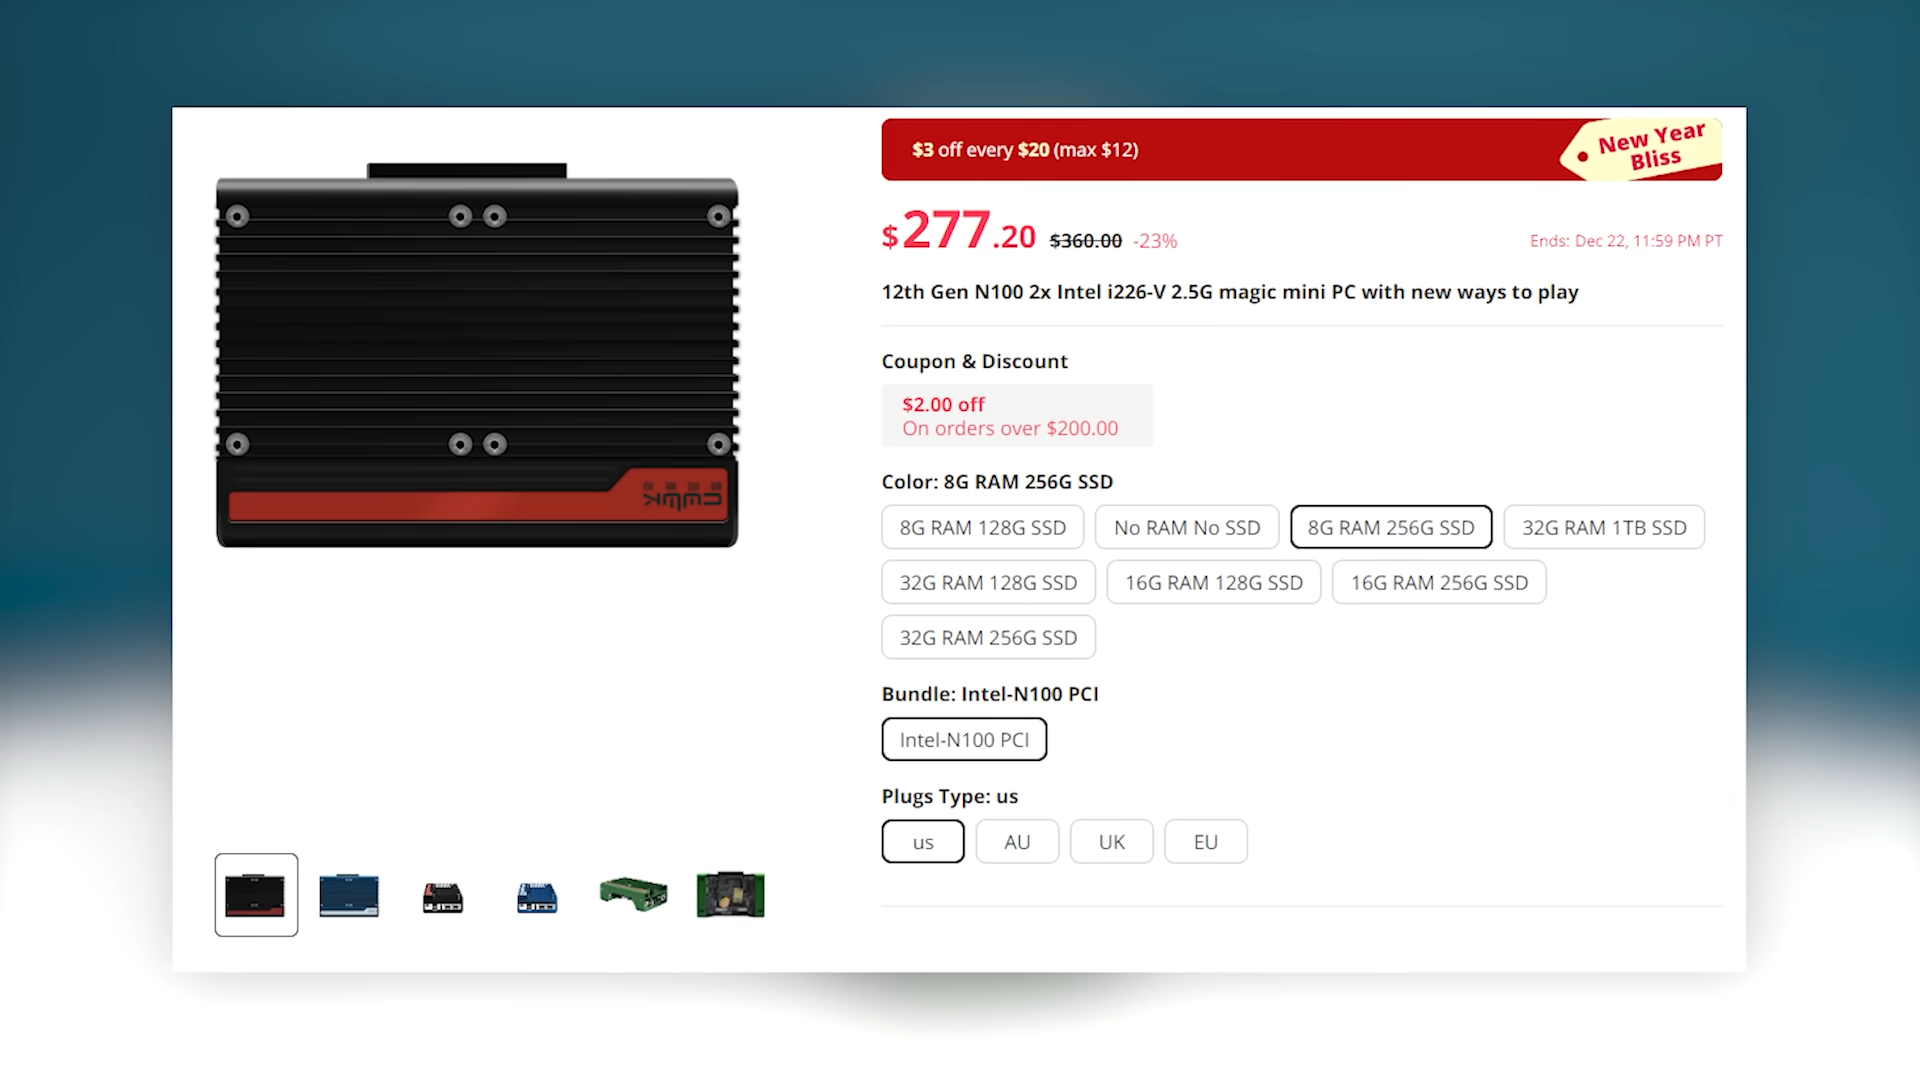 $3 off every $20 (max $12)
New Year
Bliss
$277.20 $360.00 -23%
Ends: Dec 22, 11:59 PM PT
12th Gen N100 2x Intel i226-V 2.5G magic mini PC with new ways to play
Coupon & Discount
$2.00 off
On orders over $200.00
Color: 8G RAM 256G SSD
8G RAM 128G SSD
No RAM No SSD
8G RAM 256G SSD
32G RAM 1TB SSD
32G RAM 128G SSD
16G RAM 128G SSD
16G RAM 256G SSD
32G RAM 256G SSD
Bundle: Intel-N100 PCI
Intel-N100 PCI
Plugs Type: us
us
AU
UK
EU